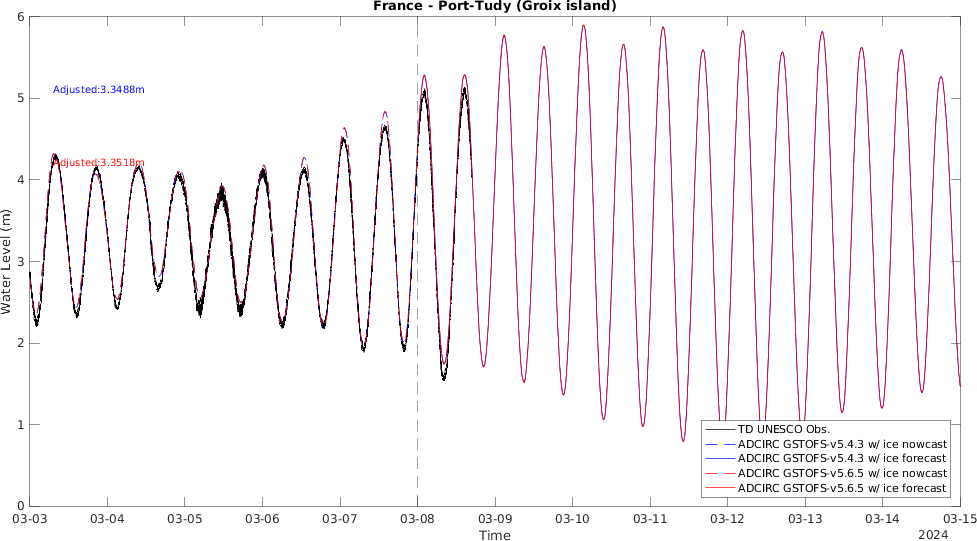 France - Port-Tudy (Groix island)
6
5
4
3
2
1
0
Water Level (m)
Adjusted:3.3488m
Adjusted:3.3518m
TD UNESCO Obs.
ADCIRC GSTOFS-v5.4.3 w/ ice nowcast
ADCIRC GSTOFS-v5.4.3 w/ ice forecast
ADCIRC GSTOFS-v5.6.5 w/ ice nowcast
ADCIRC GSTOFS-v5.6.5 w/ ice forecast
03-03 03-04 03-05 03-06 03-07 03-08 03-09 03-10 03-11 03-12 03-13 03-14 03-15
Time
2024